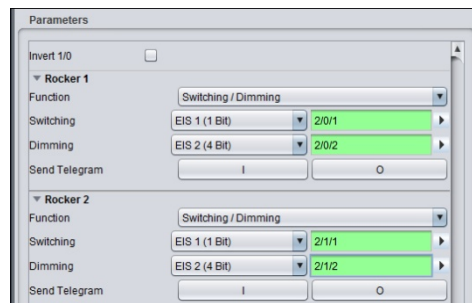 Parameters
Invert 1/0
Rocker 1
Function Switching / Dimming
Switching EIS 1 (1 Bit) 2/0/1
Dimming EIS 2 (4 Bit) 2/0/2
Send Telegram I O
Rocker 2
Function Switching / Dimming
Switching EIS 1 (1 Bit) 2/1/1
Dimming EIS 2 (4 Bit) 2/1/2
Send Telegram I O